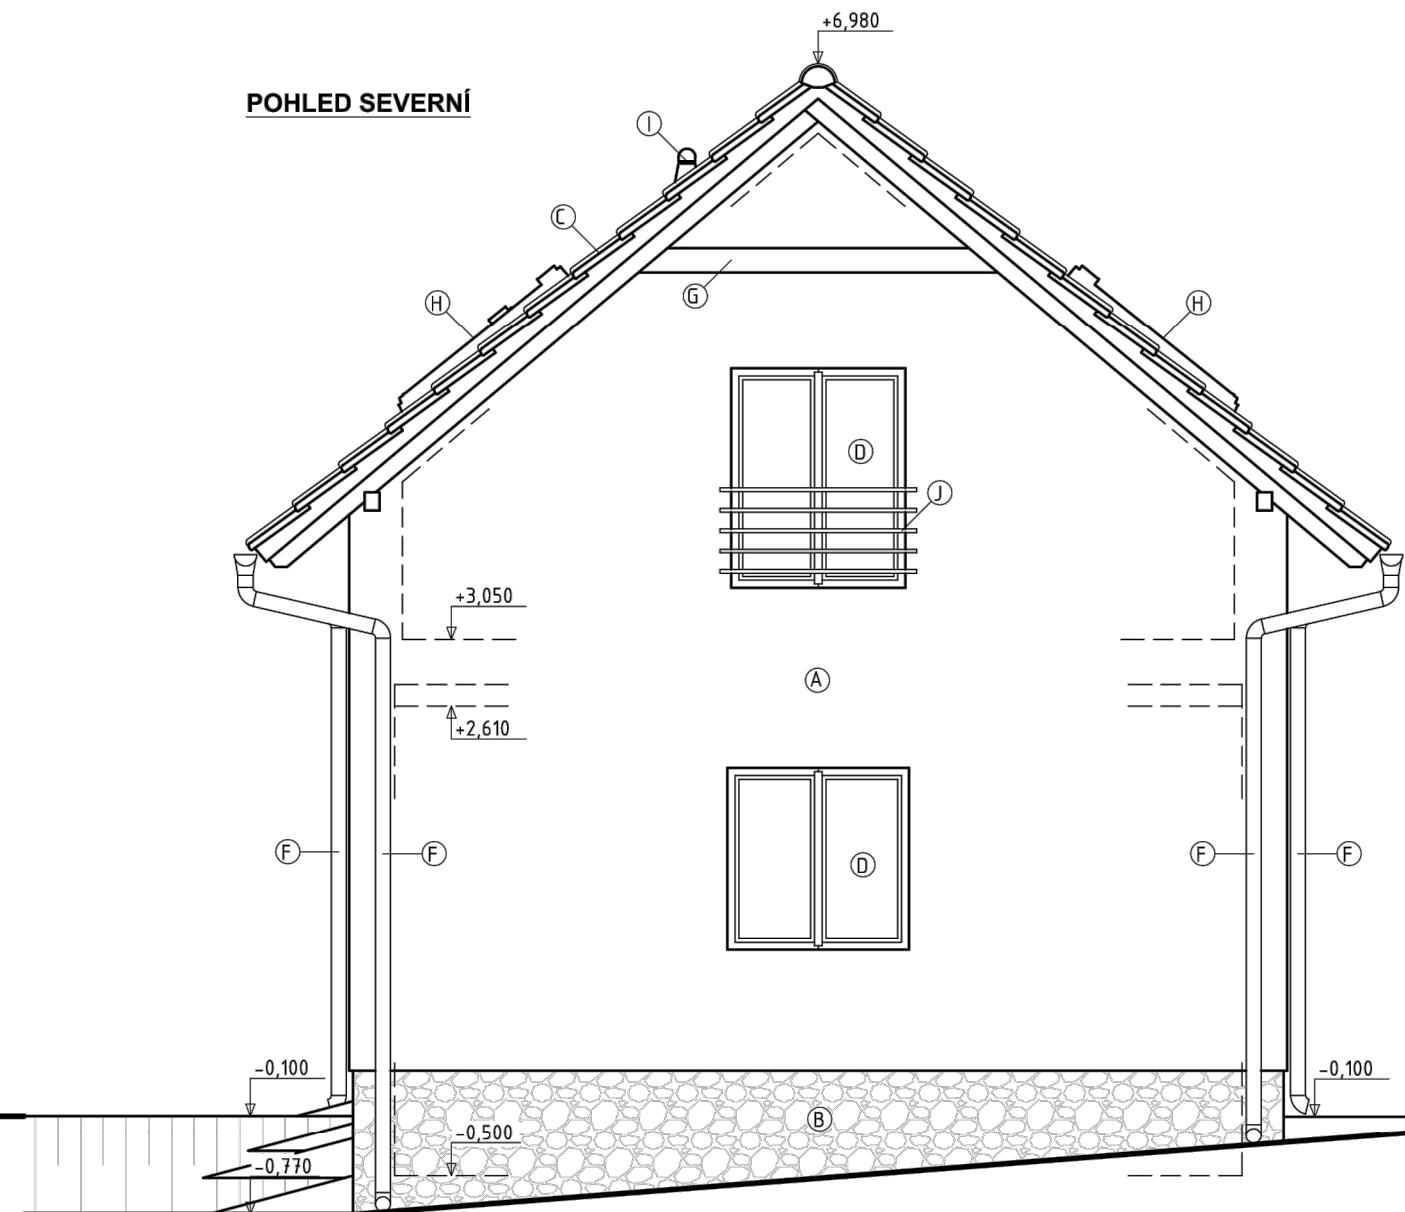 +6,980
POHLED SEVERNÍ
I
C
H
H
G
D
J
+3,050
A
+2,610
F
F
D
F
F
-0,100
-0,100
B
-0,500
-0,770